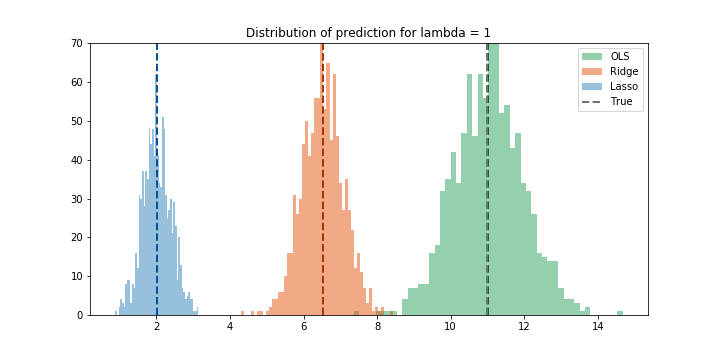 Distribution of prediction for lambda = 1
70
60
50
40
30
20
10
0
2 4 6 8 10 12 14
OLS
Ridge
Lasso
True